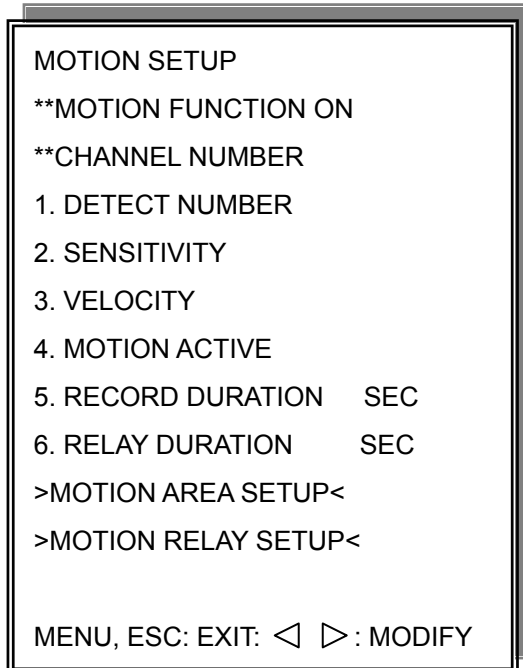 MOTION SETUP
**MOTION FUNCTION ON
**CHANNEL NUMBER
1. DETECT NUMBER
2. SENSITIVITY
3. VELOCITY
4. MOTION ACTIVE
5. RECORD DURATION SEC
6. RELAY DURATION SEC
>MOTION AREA SETUP<
>MOTION RELAY SETUP<
MENU, ESC: EXIT: ◁ ▷ : MODIFY